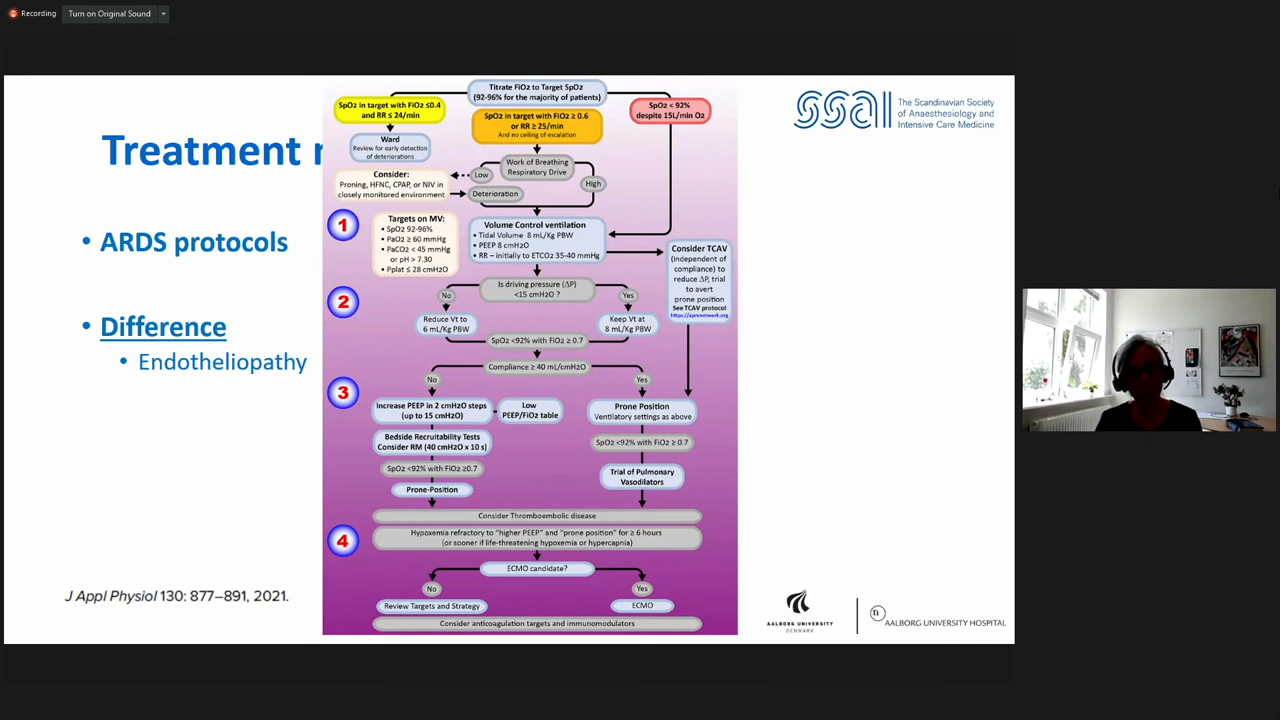 Recording
Turn on Original Sound
Treatment
• ARDS protocols
• Difference
• Endotheliopathy
J Appl Physiol 130: 877–891, 2021.
Titrate FiO2 to Target SpO2
(92-96% for the majority of patients)
SpO2 in target with FiO2 ≤0.4
and RR ≤ 24/min
SpO2 in target with FiO2 ≥ 0.6
or RR ≥ 25/min
And no ceiling of escalation
SpO2 < 92%
despite 15L/min O2
Ward
Review for early detection
of deteriorations
Work of Breathing
Respiratory Drive
Consider:
Proning, HFNC, CPAP, or NIV in
closely monitored environment
Low
High
Deterioration
1
Targets on MV:
• SpO2 92-96%
• PaO2 ≥ 60 mmHg
• PaCO2 < 45 mmHg
or pH > 7.30
• Pplat ≤ 28 cmH2O
Volume Control ventilation
• Tidal Volume 8 mL/Kg PBW
• PEEP 8 cmH2O
• RR – initially to ETCO2 35-40 mmHg
Consider TCAV
(independent of
compliance) to
reduce ΔP, trial
to avert
prone position
See TCAV protocol
https://aprvnetwork.org
2
Is driving pressure (ΔP)
<15 cmH2O ?
No
Yes
Reduce Vt to
6 mL/Kg PBW
Keep Vt at
8 mL/Kg PBW
SpO2 <92% with FiO2 ≥ 0.7
Compliance ≥ 40 mL/cmH2O
No
Yes
3
Increase PEEP in 2 cmH2O steps
(up to 15 cmH2O)
Low
PEEP/FiO2 table
Prone Position
Ventilatory settings as above
Bedside Recruitability Tests
Consider RM (40 cmH2O x 10 s)
SpO2 <92% with FiO2 ≥ 0.7
SpO2 <92% with FiO2 ≥0.7
Trial of Pulmonary
Vasodilators
Prone-Position
Consider Thromboembolic disease
4
Hypoxemia refractory to "higher PEEP" and "prone position" for ≥ 6 hours
(or sooner if life-threatening hypoxemia or hypercapnia)
ECMO candidate?
No
Yes
Review Targets and Strategy
ECMO
Consider anticoagulation targets and immunomodulators
ssai
The Scandinavian Society
of Anaesthesiology and
Intensive Care Medicine
AALBORG UNIVERSITY
DENMARK
n
AALBORG UNIVERSITY HOSPITAL